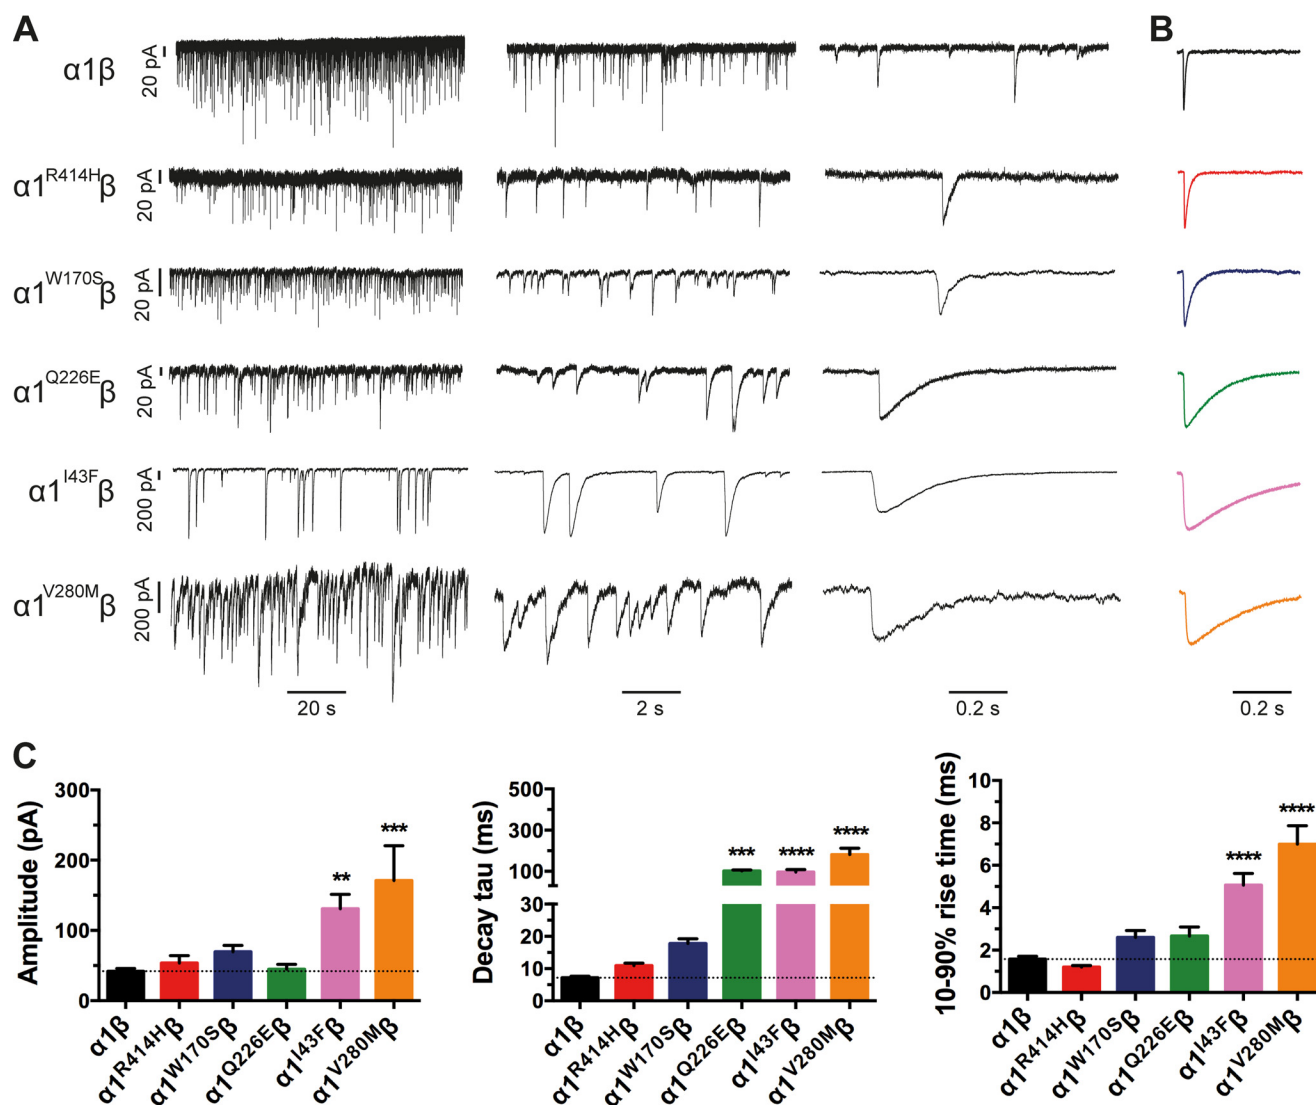 A
B
α1β
20 pA
α1R414Hβ
20 pA
α1W170Sβ
20 pA
α1Q226Eβ
20 pA
α1I43Fβ
200 pA
α1V280Mβ
200 pA
20 s
2 s
0.2 s
0.2 s
C
Amplitude (pA)
300
200
100
0
**
***
α1β
α1R414Hβ
α1W170Sβ
α1Q226Eβ
α1I43Fβ
α1V280Mβ
Decay tau (ms)
500
300
100
30
20
10
0
***
****
****
α1β
α1R414Hβ
α1W170Sβ
α1Q226Eβ
α1I43Fβ
α1V280Mβ
10-90% rise time (ms)
10
8
6
4
2
0
****
****
α1β
α1R414Hβ
α1W170Sβ
α1Q226Eβ
α1I43Fβ
α1V280Mβ